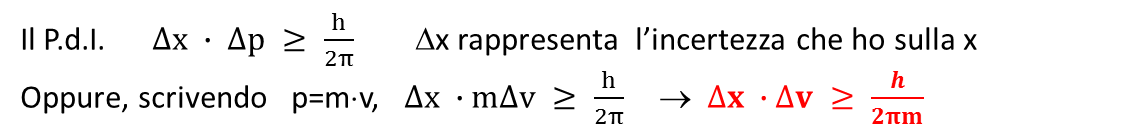 Il P.d.I. Δx · Δp ≥ h/2π Δx rappresenta l’incertezza che ho sulla x
Oppure, scrivendo p=m·v, Δx ·mΔv ≥ h/2π → Δx ·Δv ≥ h/2πm